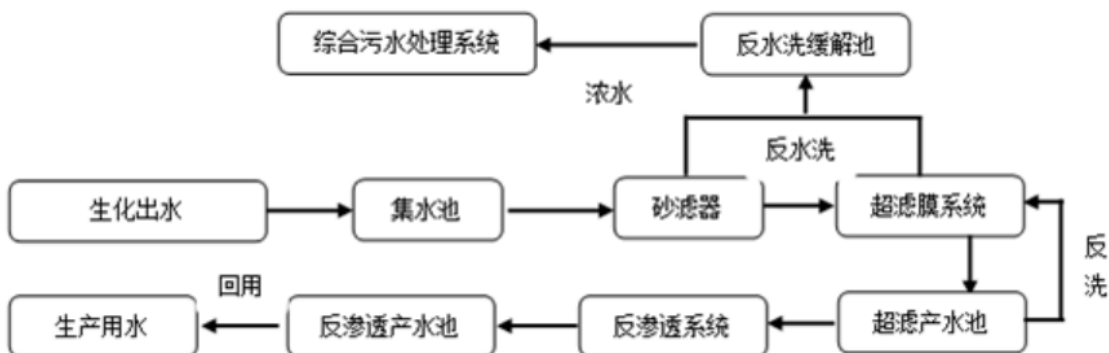 综合污水处理系统
反水洗缓解池
浓水
反水洗
生化出水
集水池
砂滤器
超滤膜系统
反洗
回用
生产用水
反渗透产水池
反渗透系统
超滤产水池